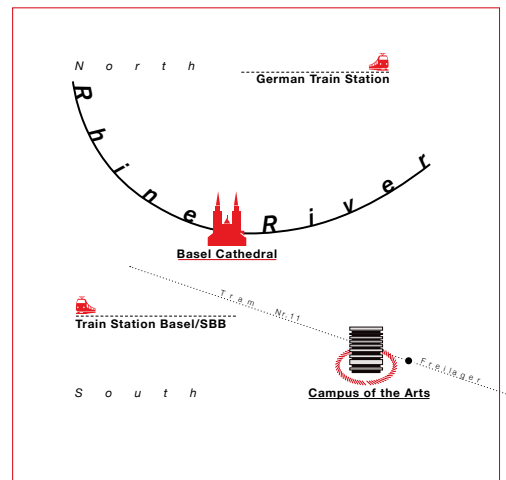 North
German Train Station
Rhine River
Basel Cathedral
Tram Nr.11
Train Station Basel/SBB
Freilager
South
Campus of the Arts